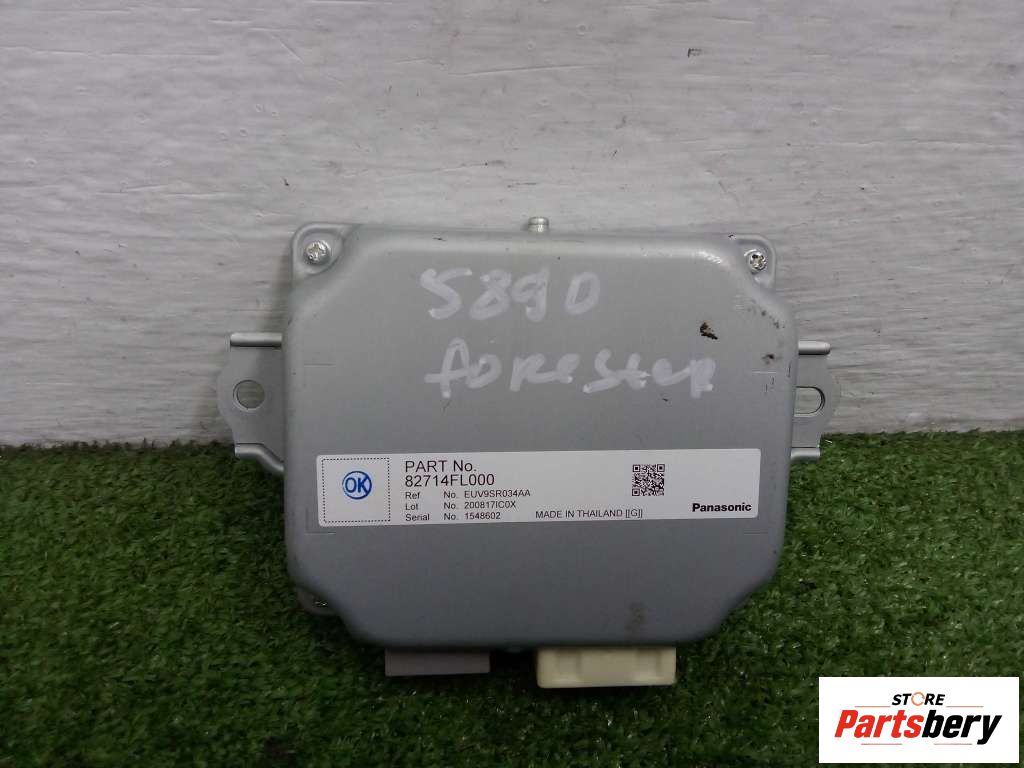 S890
Forester
OK
PART No.
82714FL000
Ref No. EUV9SR034AA
Lot No. 200817IC0X
Serial No. 1548602 MADE IN THAILAND [[G]]
Panasonic
STORE
Partsbery